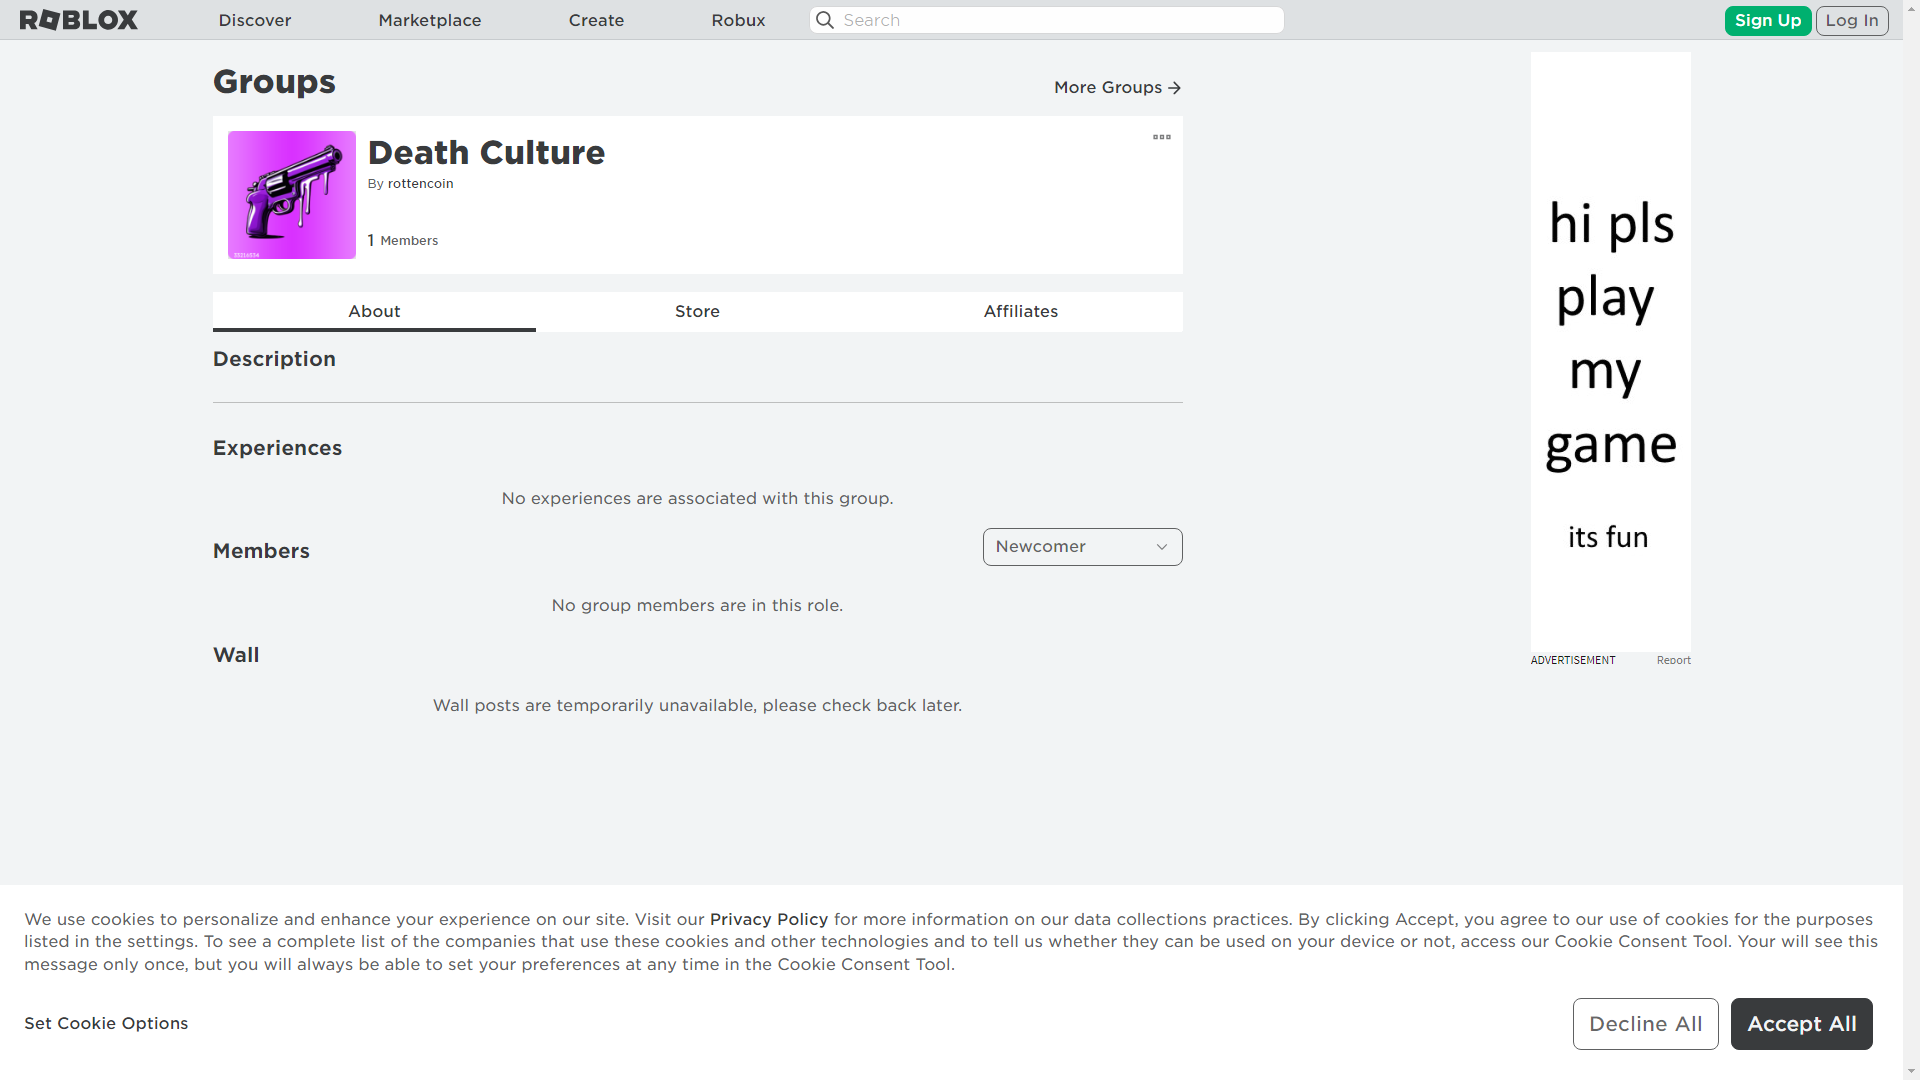 ROBLOX
Discover
Marketplace
Create
Robux
Search
Sign Up
Log In
Groups
More Groups
Death Culture
By rottencoin
1 Members
About
Store
Affiliates
Description
Experiences
No experiences are associated with this group.
Members
Newcomer
No group members are in this role.
Wall
Wall posts are temporarily unavailable, please check back later.
hi pls
play
my
game
its fun
ADVERTISEMENT
Report
We use cookies to personalize and enhance your experience on our site. Visit our Privacy Policy for more information on our data collections practices. By clicking Accept, you agree to our use of cookies for the purposes
listed in the settings. To see a complete list of the companies that use these cookies and other technologies and to tell us whether they can be used on your device or not, access our Cookie Consent Tool. Your will see this
message only once, but you will always be able to set your preferences at any time in the Cookie Consent Tool.
Set Cookie Options
Decline All
Accept All